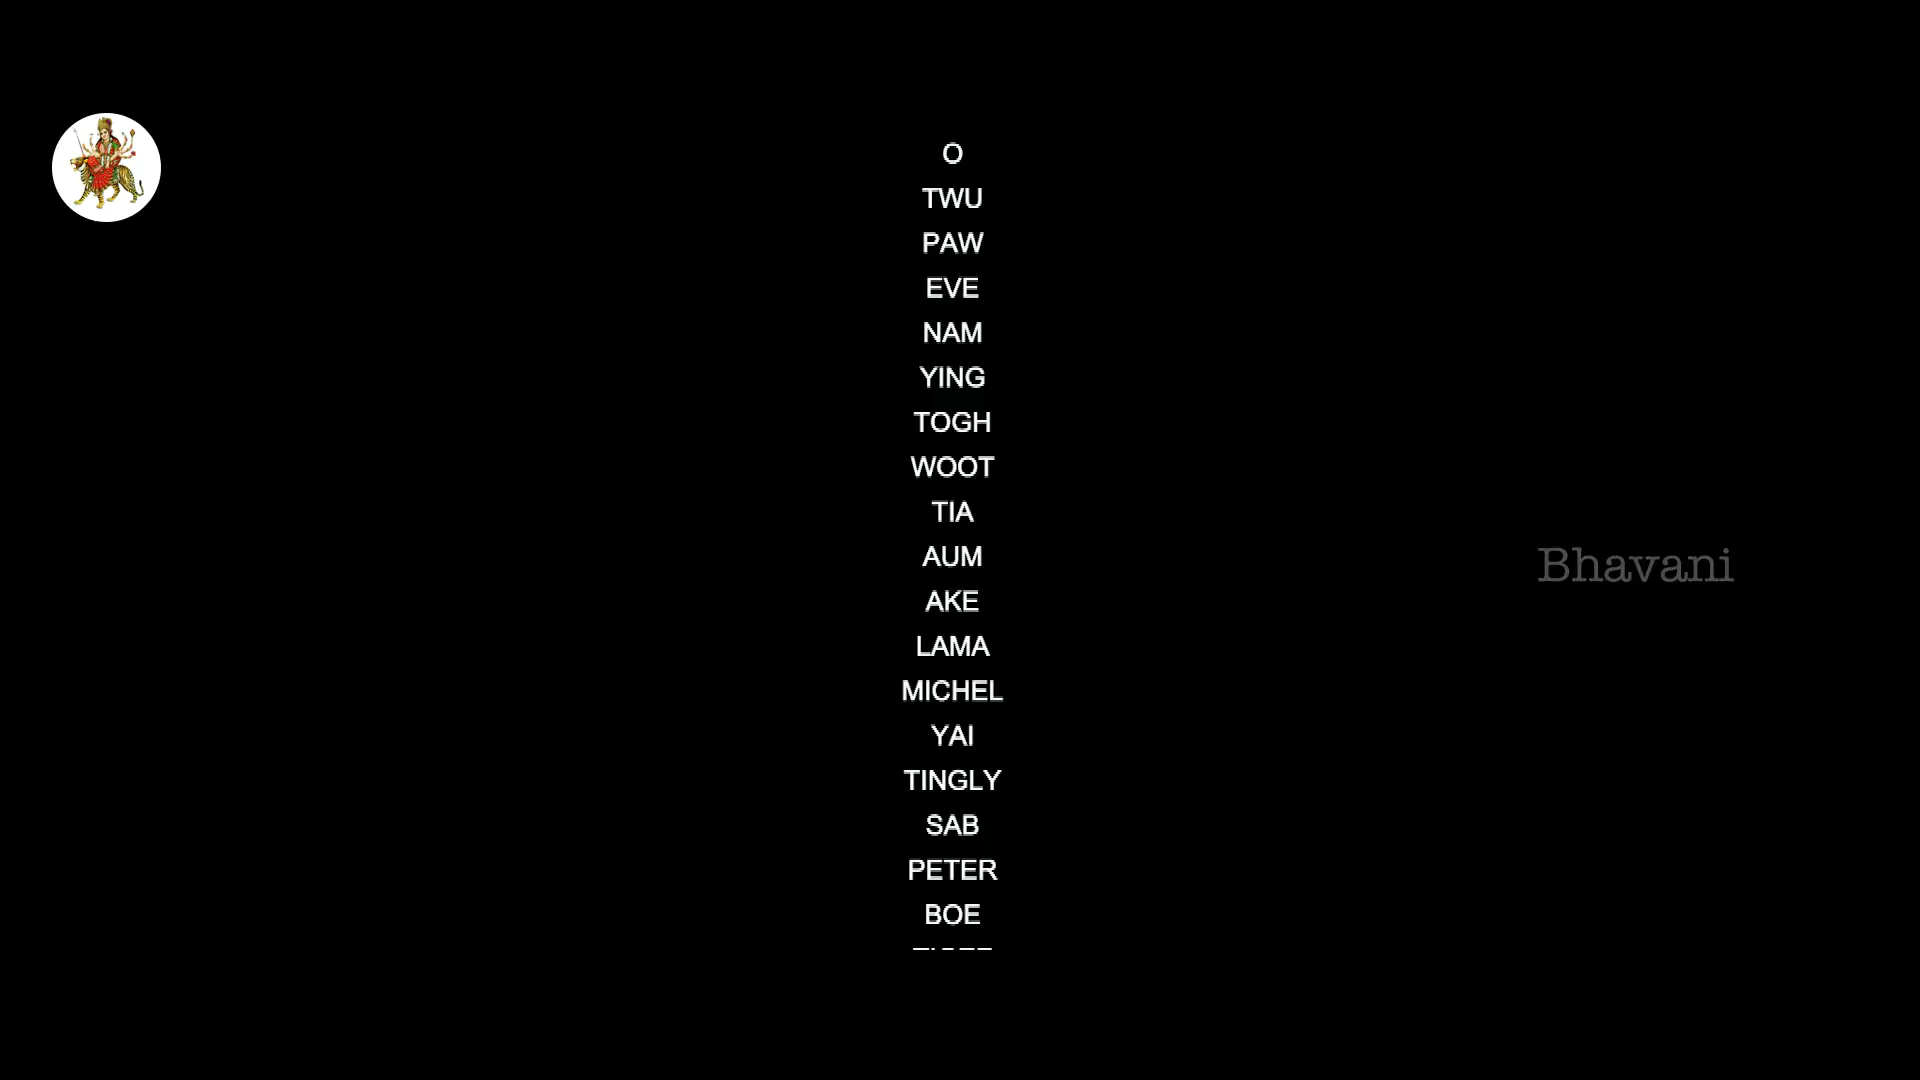 O
TWU
PAW
EVE
NAM
YING
TOGH
WOOT
TIA
AUM
AKE
LAMA
MICHEL
YAI
TINGLY
SAB
PETER
BOE
Bhavani